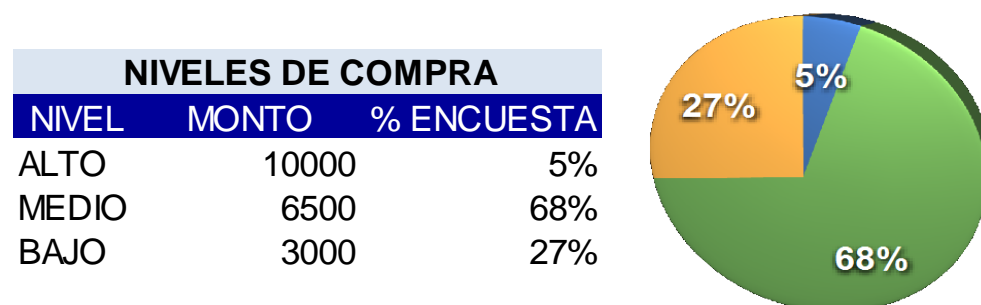 NIVELES DE COMPRA
NIVEL MONTO % ENCUESTA
ALTO 10000 5%
MEDIO 6500 68%
BAJO 3000 27%
5%
27%
68%